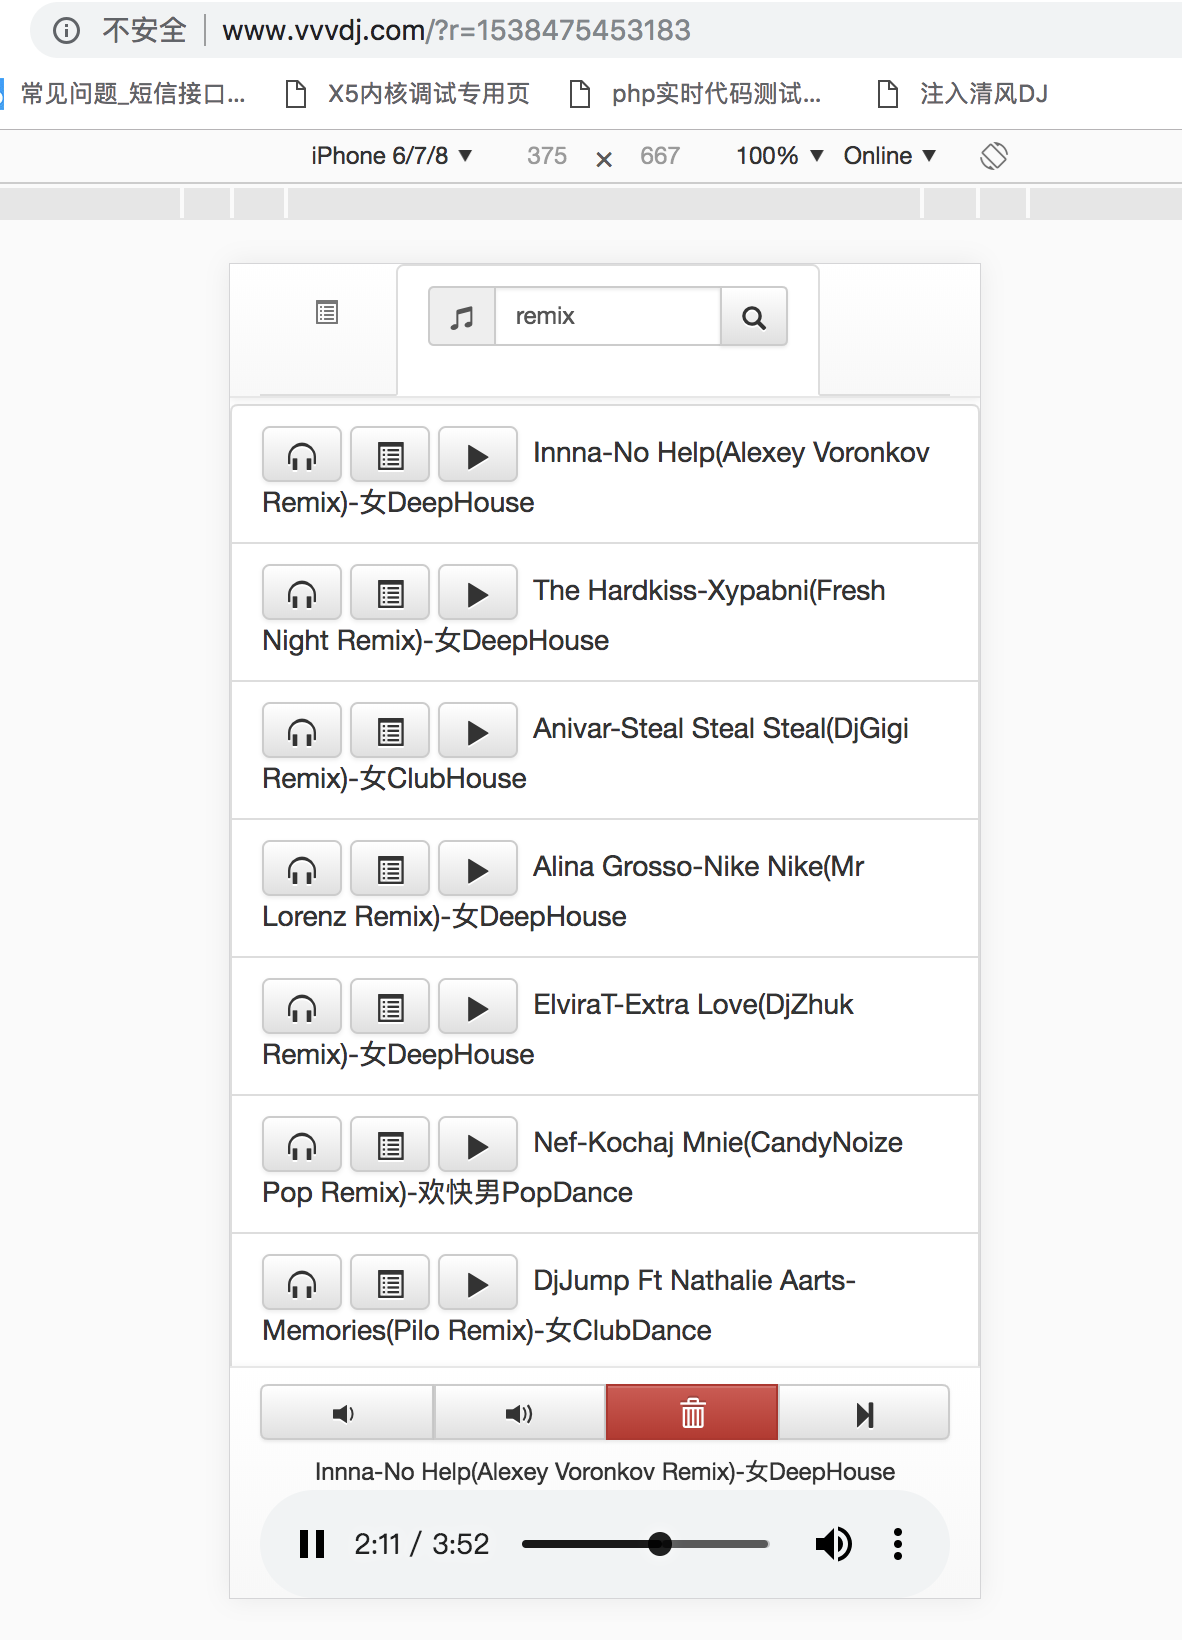 不安全 www.vvvdj.com/?r=1538475453183
常见问题_短信接口... X5内核调试专用页 php实时代码测试... 注入清风DJ
iPhone 6/7/8 ▼ 375 × 667 100% ▼ Online ▼
remix
Innna-No Help(Alexey Voronkov
Remix)-女DeepHouse
The Hardkiss-Xypabni(Fresh
Night Remix)-女DeepHouse
Anivar-Steal Steal Steal(DjGigi
Remix)-女ClubHouse
Alina Grosso-Nike Nike(Mr
Lorenz Remix)-女DeepHouse
ElviraT-Extra Love(DjZhuk
Remix)-女DeepHouse
Nef-Kochaj Mnie(CandyNoize
Pop Remix)-欢快男PopDance
DjJump Ft Nathalie Aarts-
Memories(Pilo Remix)-女ClubDance
Innna-No Help(Alexey Voronkov Remix)-女DeepHouse
2:11 / 3:52